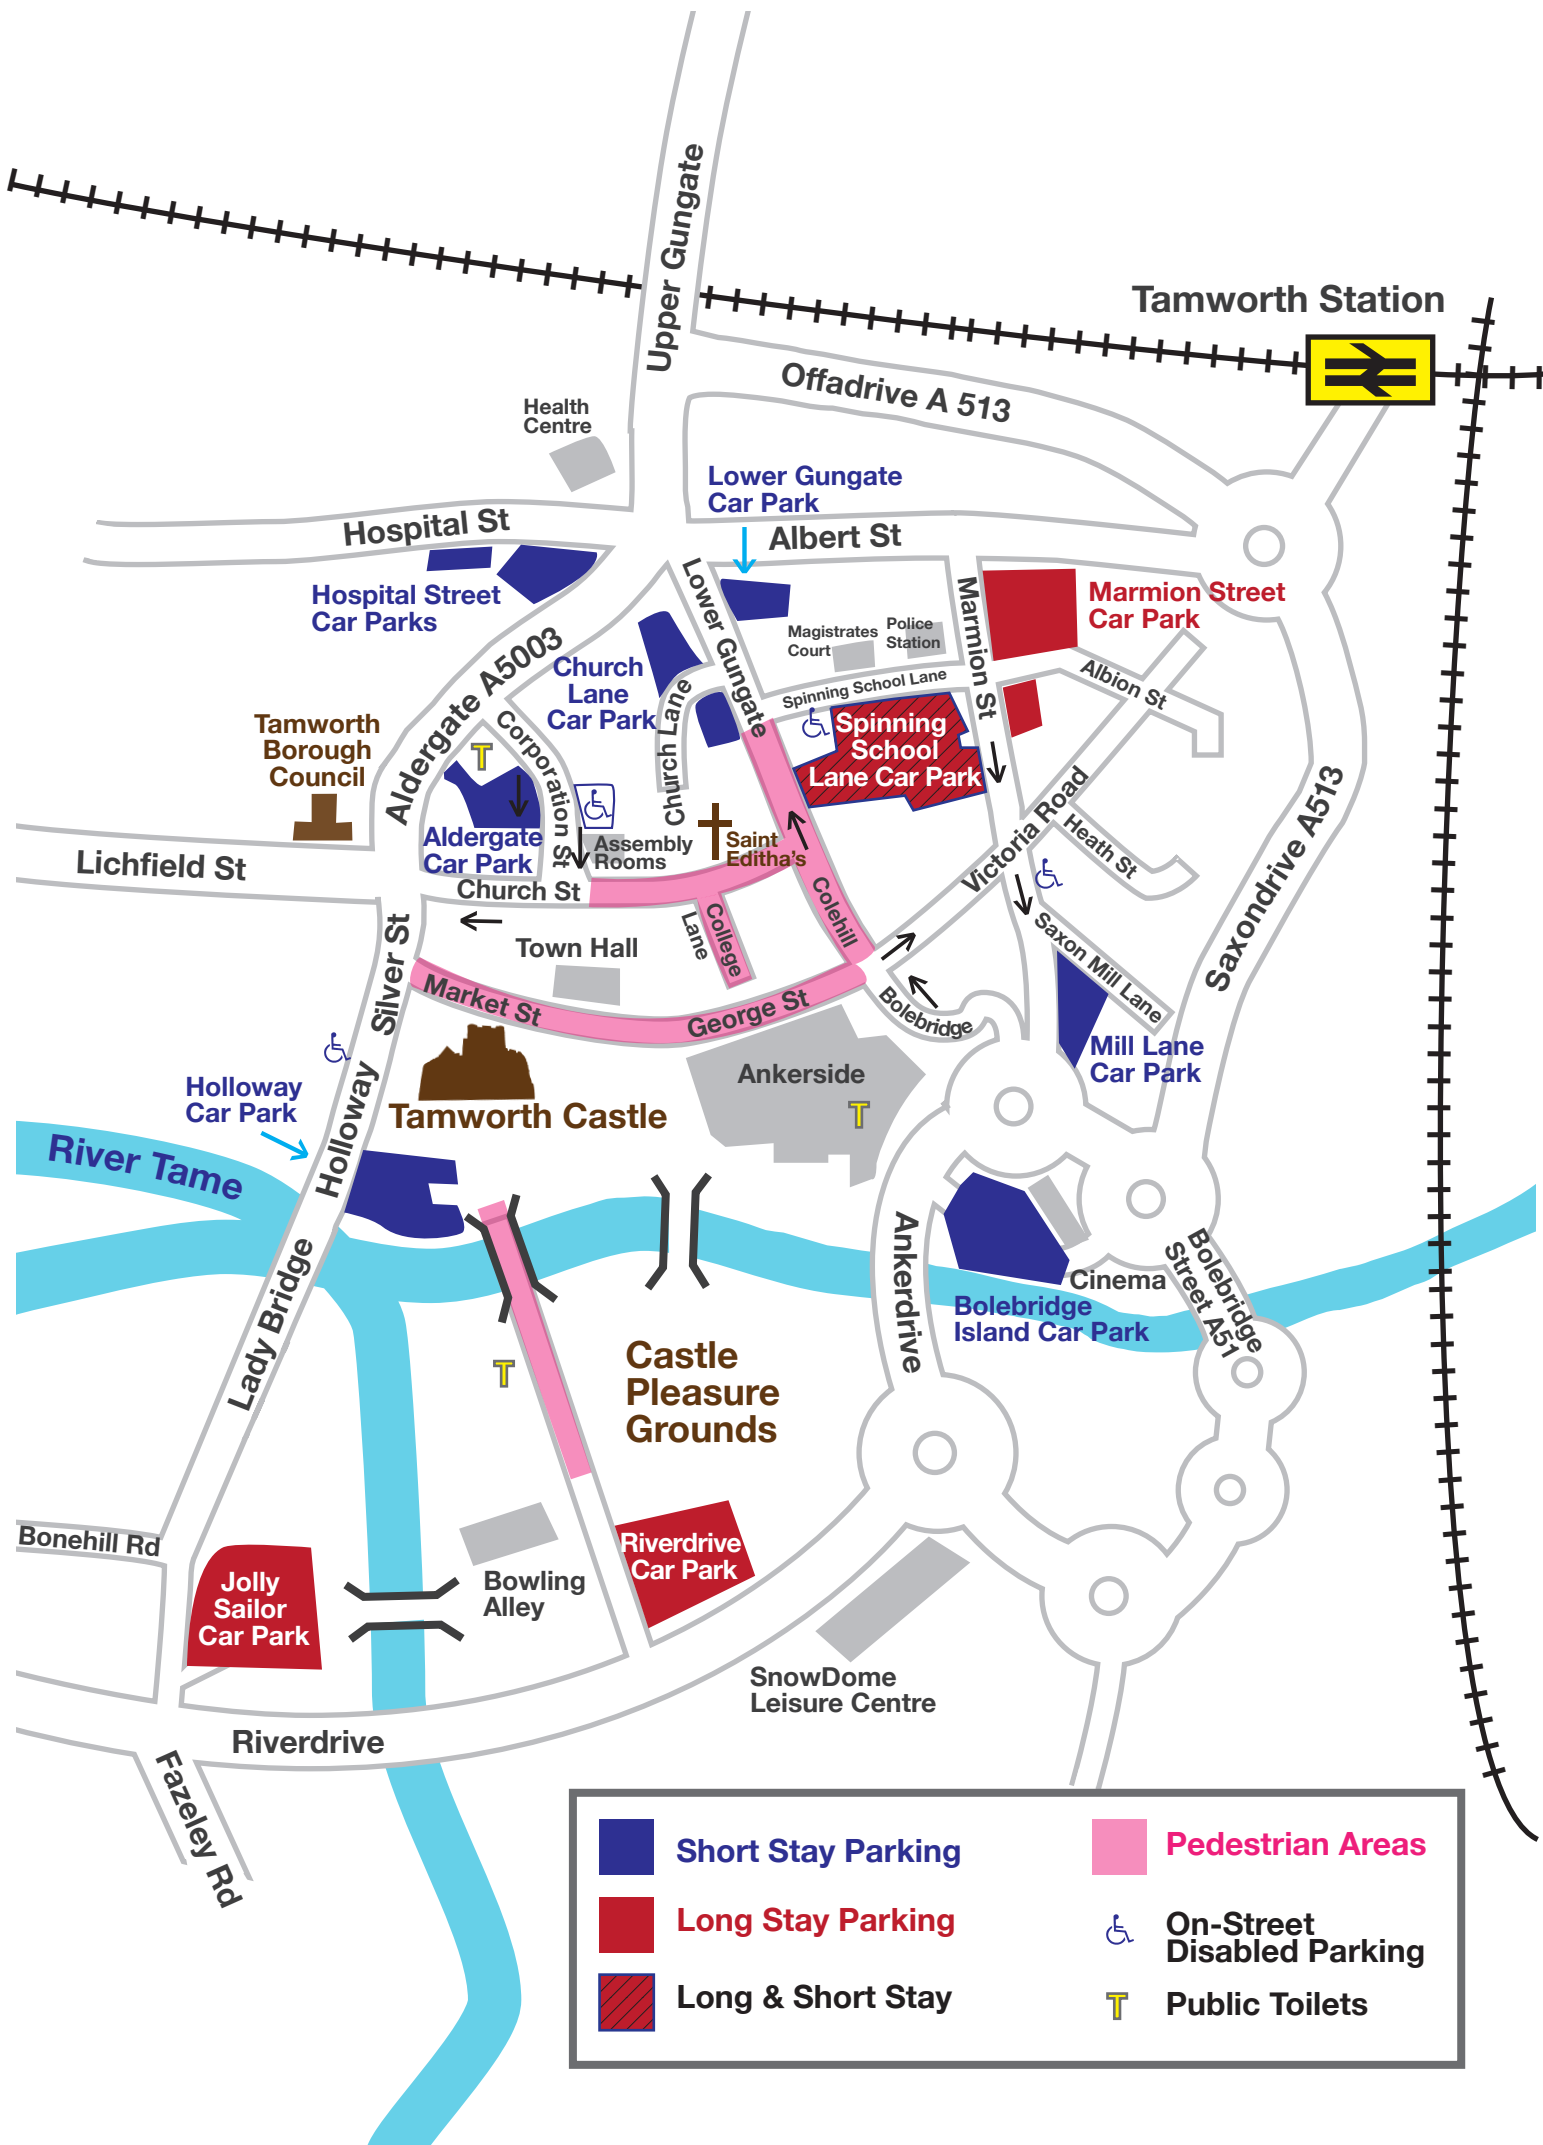 Upper Gungate
Tamworth Station
Offadrive A 513
Health
Centre
Lower Gungate
Car Park
Hospital St
Albert St
Hospital Street
Car Parks
Lower Gungate
Marmion St
Marmion Street
Car Park
Magistrates
Court
Police
Station
Aldergate A5003
Church
Lane
Car Park
Church Lane
Spinning School Lane
Albion St
Tamworth
Borough
Council
Corporation St
T
Spinning
School
Lane Car Park
Aldergate
Car Park
Assembly
Rooms
Saint
Editha's
Victoria Road
Heath St
Saxondrive A513
Lichfield St
Church St
College
Lane
Colehill
Silver St
Town Hall
Market St
George St
Bolebridge
Saxon Mill Lane
Mill Lane
Car Park
Ankerside
T
Tamworth Castle
Holloway
Car Park
Holloway
River Tame
Ankerdrive
Cinema
Bolebridge
Street A51
Bolebridge
Island Car Park
Lady Bridge
T
Castle
Pleasure
Grounds
Bonehill Rd
Jolly
Sailor
Car Park
Bowling
Alley
Riverdrive
Car Park
SnowDome
Leisure Centre
Riverdrive
Fazeley Rd
Short Stay Parking
Long Stay Parking
Long & Short Stay
Pedestrian Areas
On-Street
Disabled Parking
T
Public Toilets